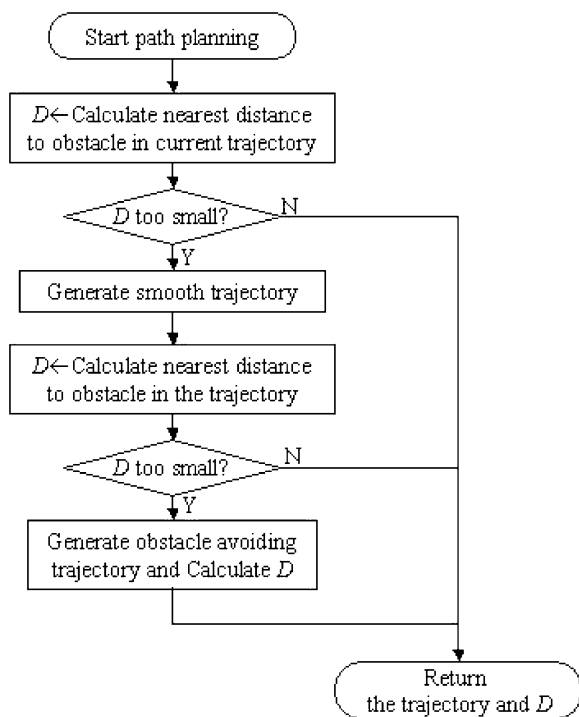 Start path planning
D←Calculate nearest distance
to obstacle in current trajectory
D too small?
N
Y
Generate smooth trajectory
D←Calculate nearest distance
to obstacle in the trajectory
D too small?
N
Y
Generate obstacle avoiding
trajectory and Calculate D
Return
the trajectory and D